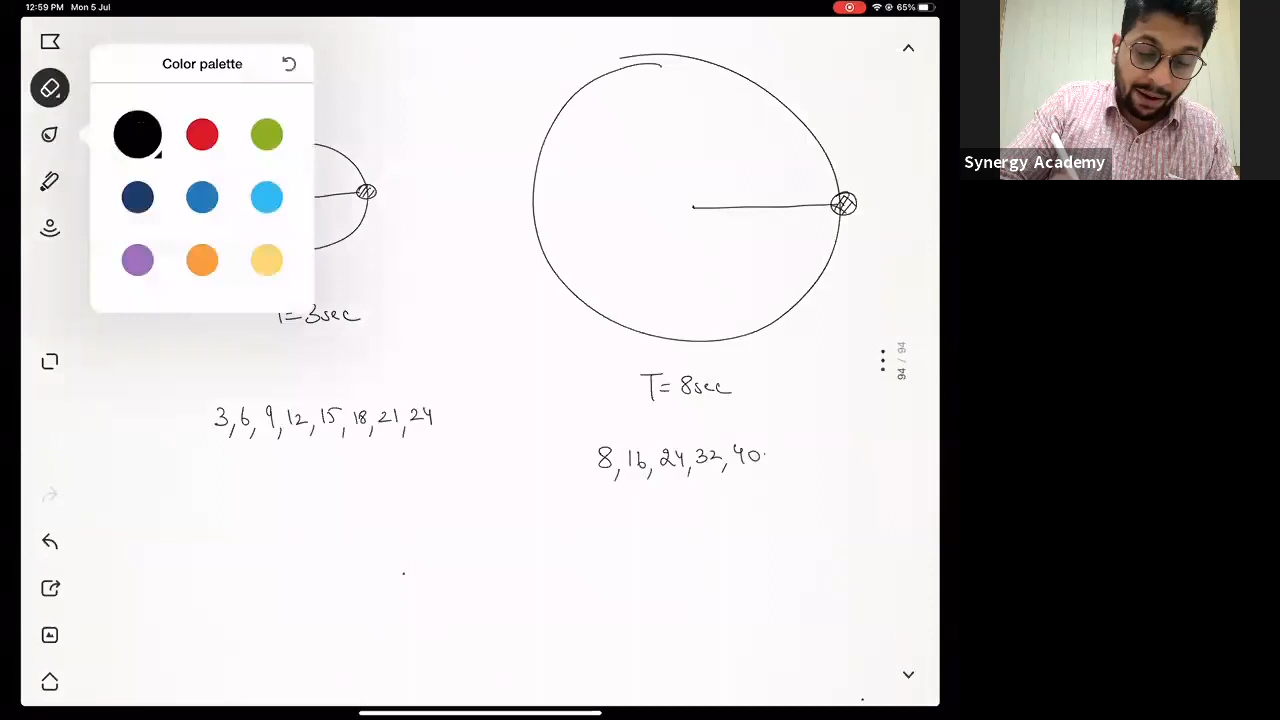 12:59 PM Mon 5 Jul
65%
Color palette
Synergy Academy
T=3sec
94 / 94
T= 8sec
3,6,9,12,15,18,21,24
8,16,24,32,40.